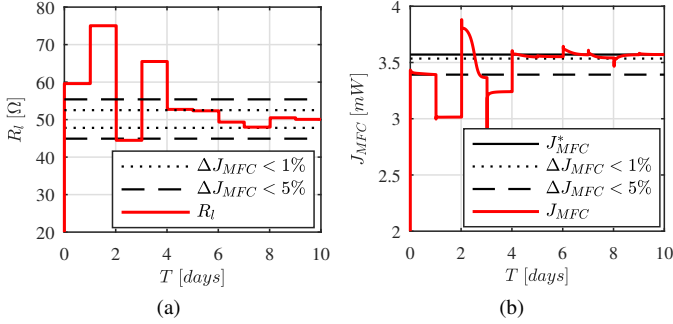 80
70
60
50
40
30
20
R_l [Ω]
ΔJ_MFC < 1%
ΔJ_MFC < 5%
R_l
0 2 4 6 8 10
T [days]
(a)
4
3.5
3
2.5
2
J_MFC [mW]
J*_MFC
ΔJ_MFC < 1%
ΔJ_MFC < 5%
J_MFC
0 2 4 6 8 10
T [days]
(b)